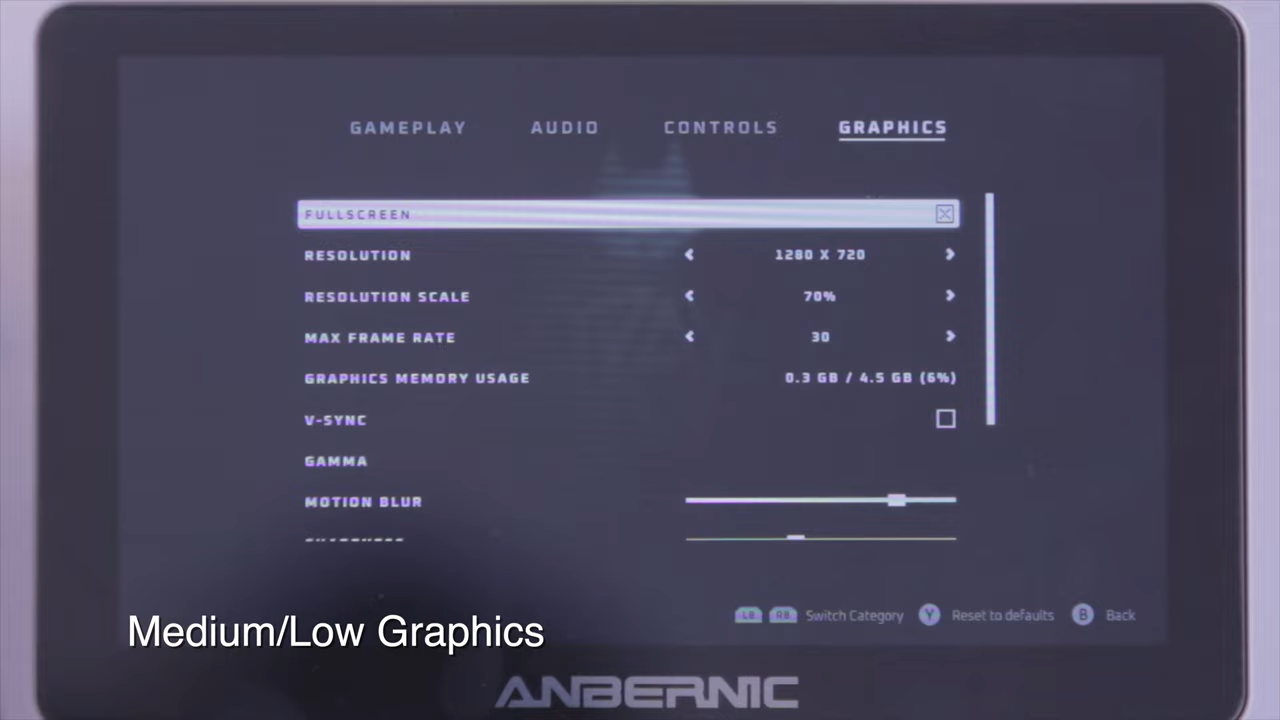 GAMEPLAY AUDIO CONTROLS GRAPHICS
FULLSCREEN
RESOLUTION 1280 X 720
RESOLUTION SCALE 70%
MAX FRAME RATE 30
GRAPHICS MEMORY USAGE 0.3 GB / 4.5 GB (6%)
V-SYNC
GAMMA
MOTION BLUR
LB RB Switch Category Y Reset to defaults B Back
Medium/Low Graphics
ANBERNIC